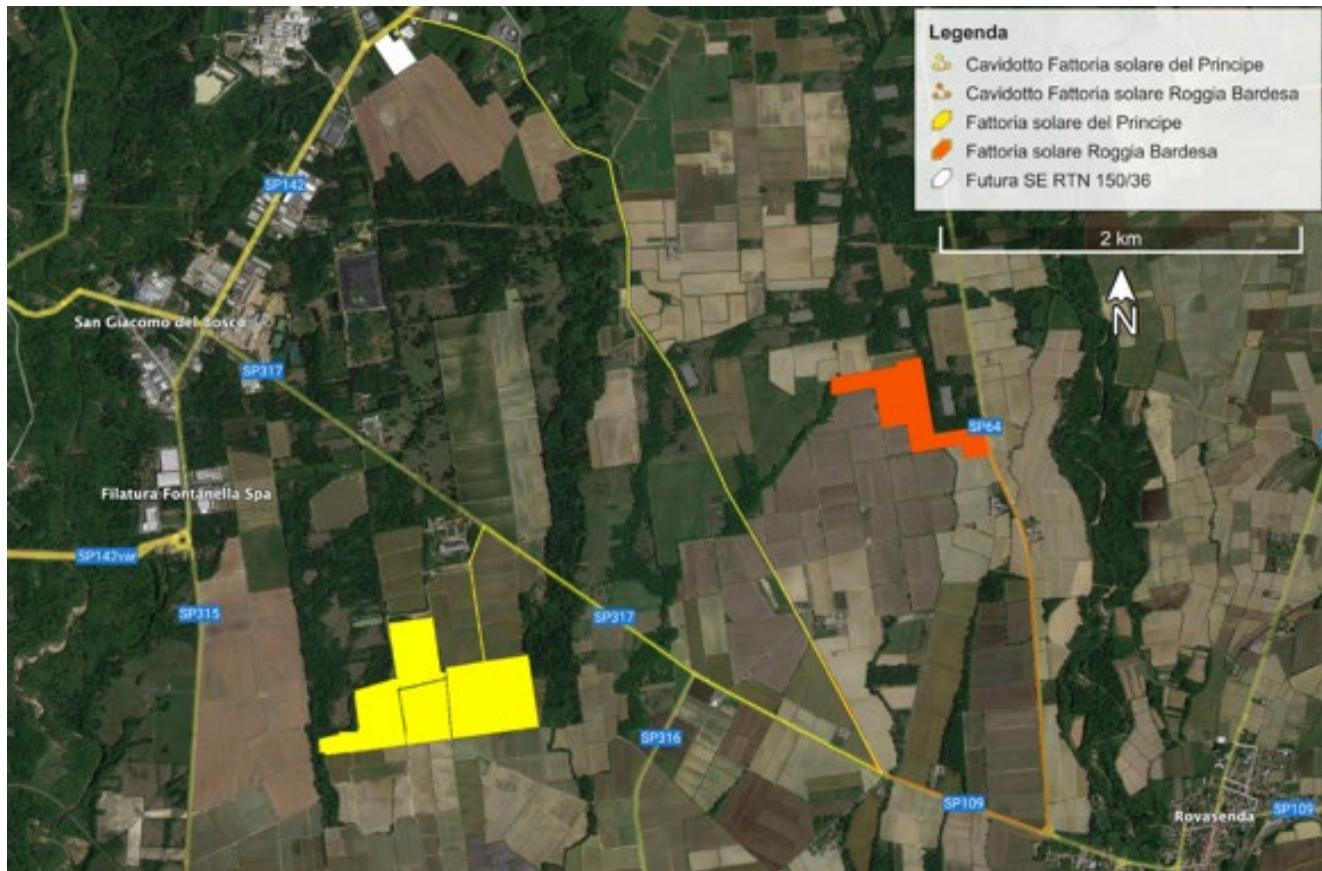 Legenda
Cavidotto Fattoria solare del Principe
Cavidotto Fattoria solare Roggia Bardesa
Fattoria solare del Principe
Fattoria solare Roggia Bardesa
Futura SE RTN 150/36
2 km
N
SP142
San Giacomo del Bosco
SP317
SP64
Filatura Fontanella Spa
SP142var
SP315
SP317
SP316
SP109
Rovasenda
SP109